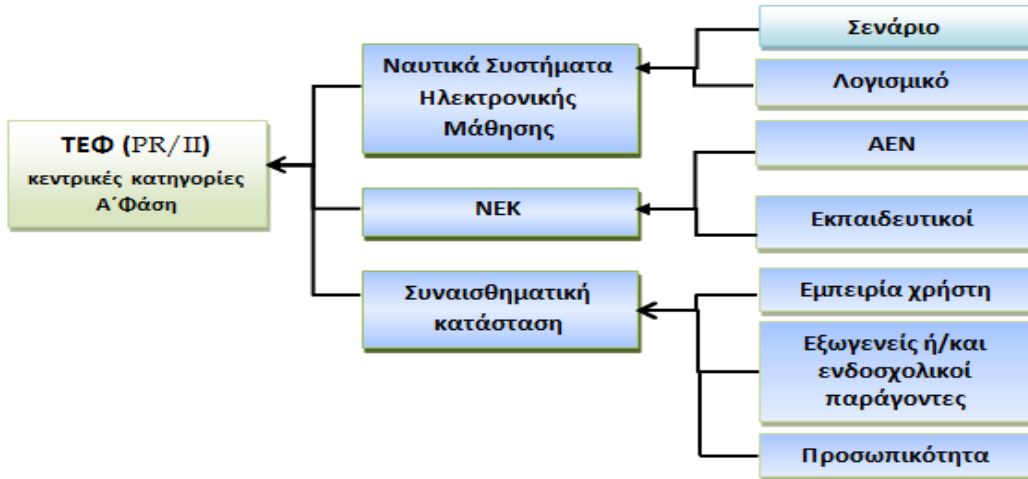 ΤΕΦ (PR/II)
κεντρικές κατηγορίες
Α΄Φάση
Ναυτικά Συστήματα
Ηλεκτρονικής
Μάθησης
ΝΕΚ
Συναισθηματική
κατάσταση
Σενάριο
Λογισμικό
ΑΕΝ
Εκπαιδευτικοί
Εμπειρία χρήστη
Εξωγενείς ή/και
ενδοσχολικοί
παράγοντες
Προσωπικότητα